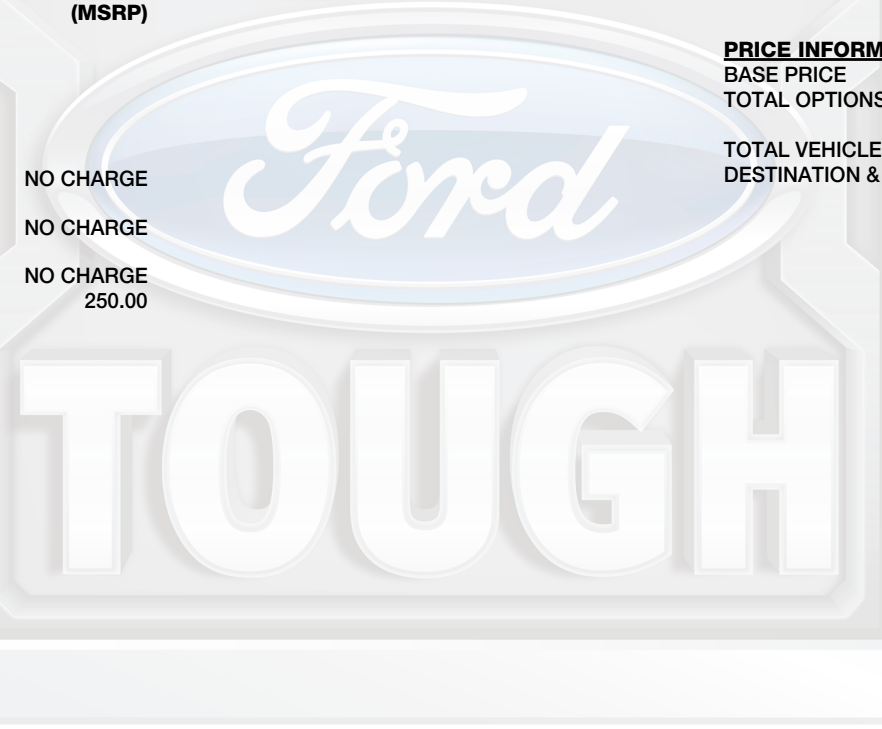 (MSRP)
NO CHARGE
NO CHARGE
NO CHARGE
250.00
PRICE INFORM
BASE PRICE
TOTAL OPTIONS
TOTAL VEHICLE
DESTINATION &
Ford
TOUGH